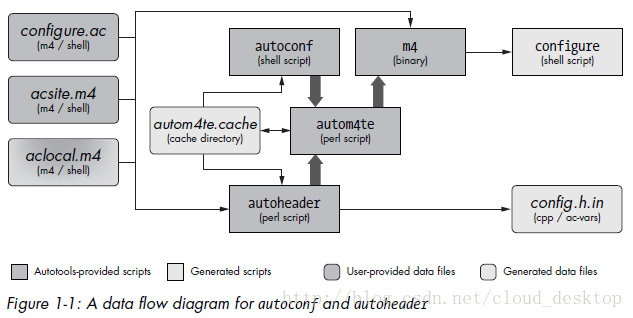 configure.ac
(m4 / shell)
acsite.m4
(m4 / shell)
aclocal.m4
(m4 / shell)
autoconf
(shell script)
m4
(binary)
configure
(shell script)
autom4te.cache
(cache directory)
autom4te
(perl script)
autoheader
(perl script)
config.h.in
(cpp / ac-vars)
Autotools-provided scripts
Generated scripts
User-provided data files
Generated data files
Figure 1-1: A data flow diagram for autoconf and autoheader
http://blog.csdn.net/cloud_desktop